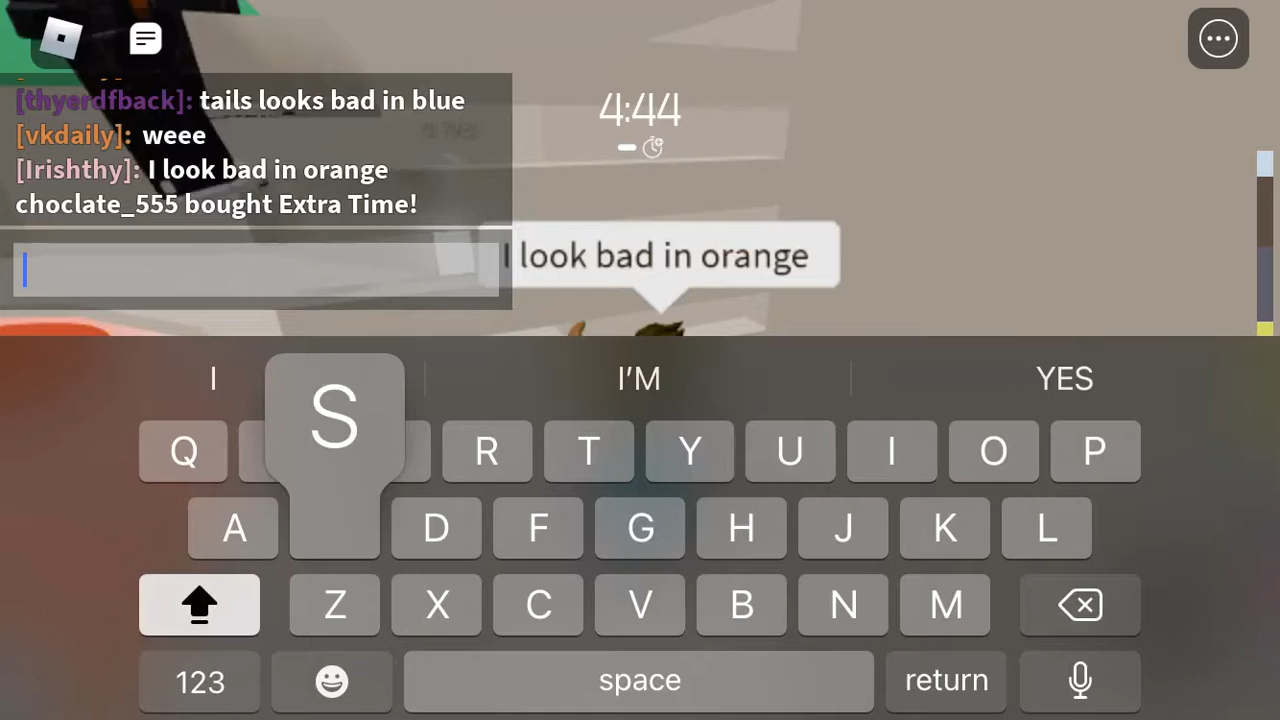 [thyerdfback]: tails looks bad in blue
[vkdaily]: weee
[Irishthy]: I look bad in orange
choclate_555 bought Extra Time!
4:44
I look bad in orange
I
I'M
YES
S
Q R T Y U I O P
A D F G H J K L
Z X C V B N M
123 space return